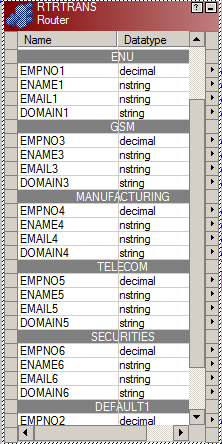 RTRTRANS
Router
Name Datatype
ENU
EMPNO1 decimal
ENAME1 nstring
EMAIL1 nstring
DOMAIN1 string
GSM
EMPNO3 decimal
ENAME3 nstring
EMAIL3 nstring
DOMAIN3 string
MANUFACTURING
EMPNO4 decimal
ENAME4 nstring
EMAIL4 nstring
DOMAIN4 string
TELECOM
EMPNO5 decimal
ENAME5 nstring
EMAIL5 nstring
DOMAIN5 string
SECURITIES
EMPNO6 decimal
ENAME6 nstring
EMAIL6 nstring
DOMAIN6 string
DEFAULT1
EMPNO2 decimal